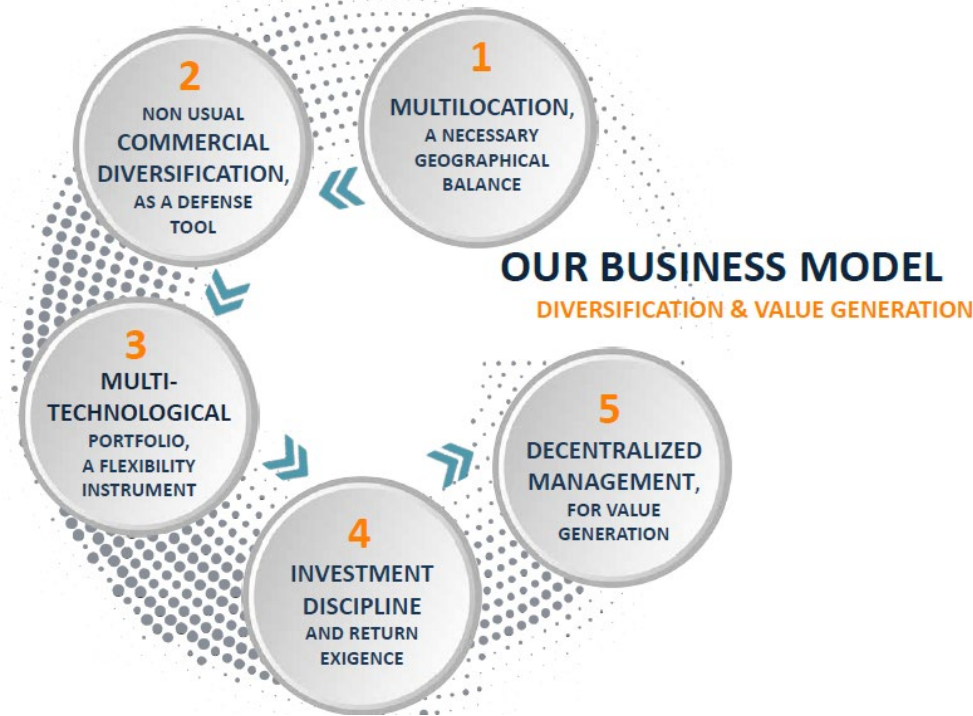 1
MULTILOCATION,
A NECESSARY
GEOGRAPHICAL
BALANCE
2
NON USUAL
COMMERCIAL
DIVERSIFICATION,
AS A DEFENSE
TOOL
OUR BUSINESS MODEL
DIVERSIFICATION & VALUE GENERATION
3
MULTI-
TECHNOLOGICAL
PORTFOLIO,
A FLEXIBILITY
INSTRUMENT
4
INVESTMENT
DISCIPLINE
AND RETURN
EXIGENCE
5
DECENTRALIZED
MANAGEMENT,
FOR VALUE
GENERATION